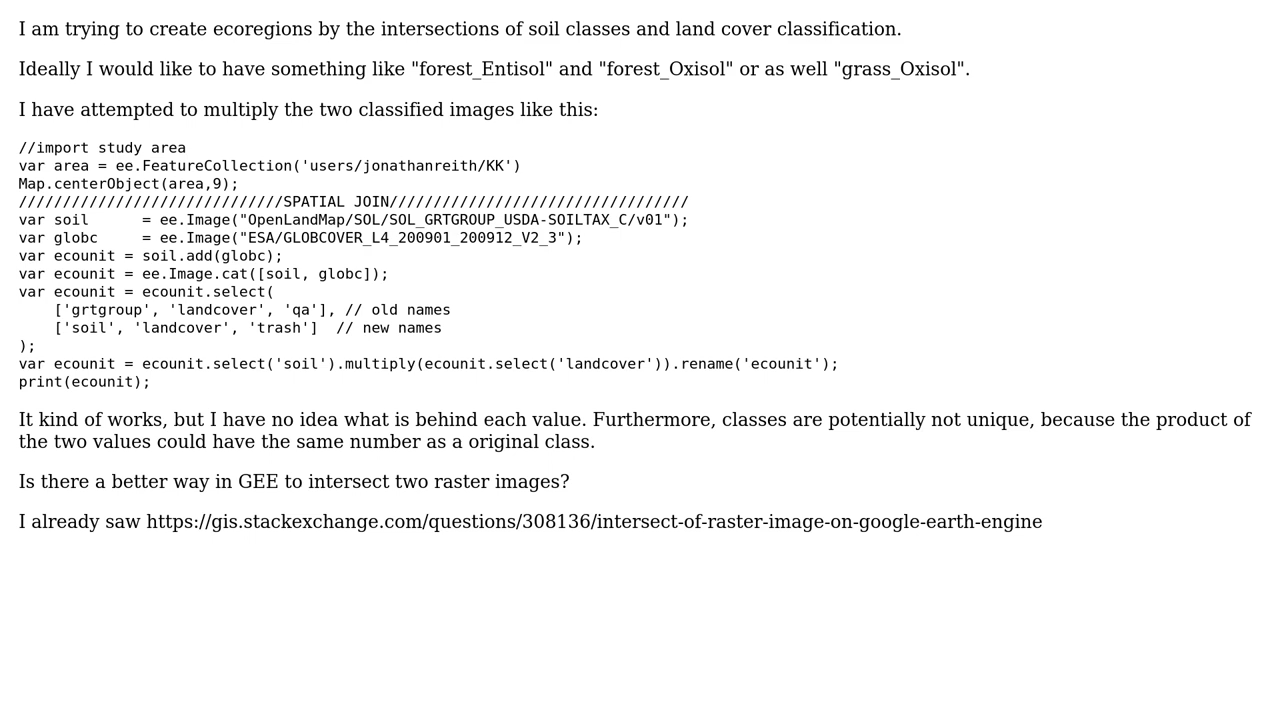 I am trying to create ecoregions by the intersections of soil classes and land cover classification.
Ideally I would like to have something like "forest_Entisol" and "forest_Oxisol" or as well "grass_Oxisol".
I have attempted to multiply the two classified images like this:
//import study area
var area = ee.FeatureCollection('users/jonathanreith/KK')
Map.centerObject(area,9);
//////////////////////////////SPATIAL JOIN//////////////////////////////////
var soil      = ee.Image("OpenLandMap/SOL/SOL_GRTGROUP_USDA-SOILTAX_C/v01");
var globc     = ee.Image("ESA/GLOBCOVER_L4_200901_200912_V2_3");
var ecounit = soil.add(globc);
var ecounit = ee.Image.cat([soil, globc]);
var ecounit = ecounit.select(
    ['grtgroup', 'landcover', 'qa'], // old names
    ['soil', 'landcover', 'trash']  // new names
);
var ecounit = ecounit.select('soil').multiply(ecounit.select('landcover')).rename('ecounit');
print(ecounit);
It kind of works, but I have no idea what is behind each value. Furthermore, classes are potentially not unique, because the product of
the two values could have the same number as a original class.
Is there a better way in GEE to intersect two raster images?
I already saw https://gis.stackexchange.com/questions/308136/intersect-of-raster-image-on-google-earth-engine